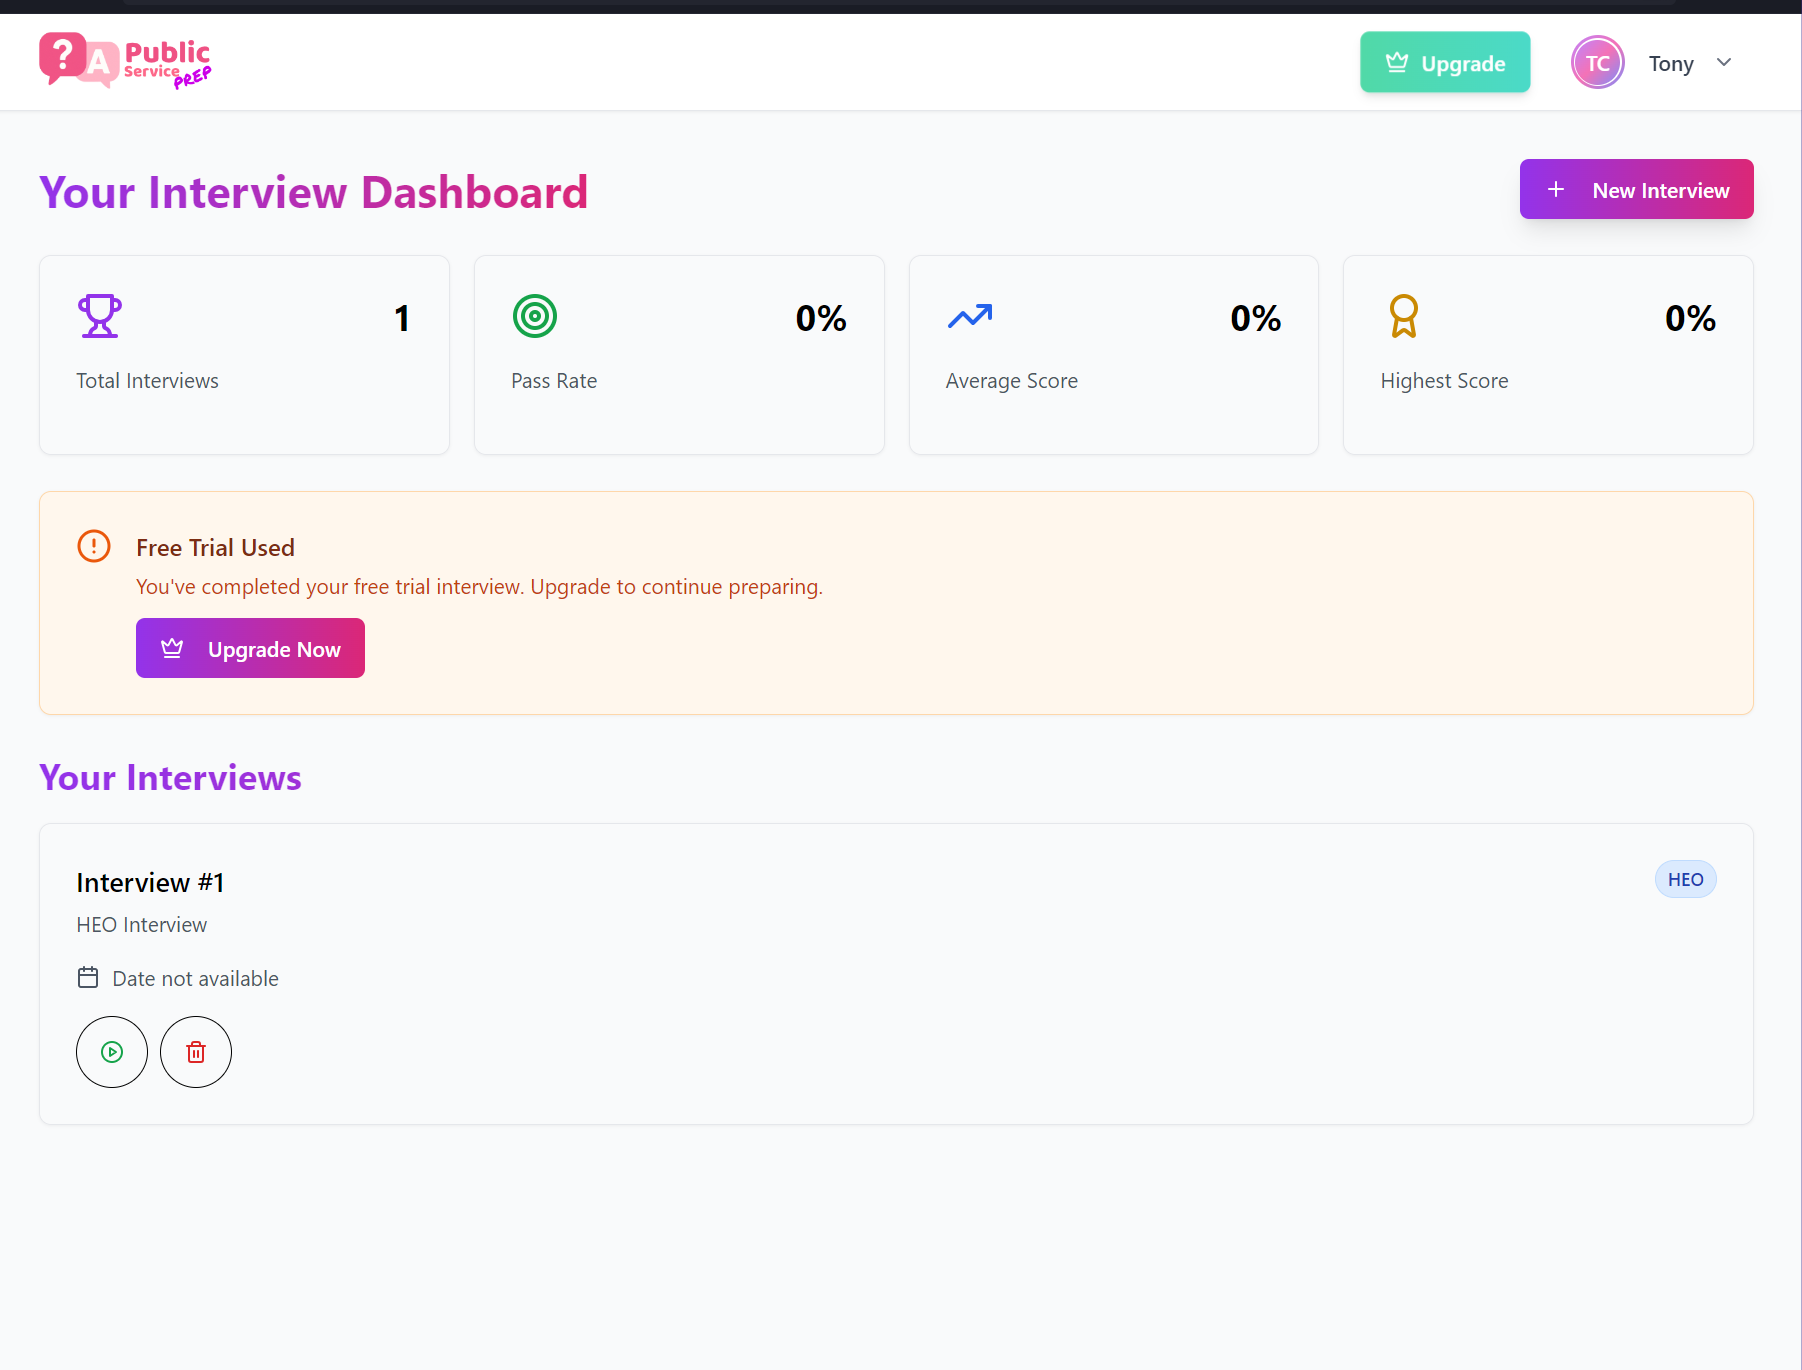 ? A Public
Service
PREP
Upgrade
TC
Tony
Your Interview Dashboard
+ New Interview
1
Total Interviews
0%
Pass Rate
0%
Average Score
0%
Highest Score
Free Trial Used
You've completed your free trial interview. Upgrade to continue preparing.
Upgrade Now
Your Interviews
Interview #1
HEO
HEO Interview
Date not available